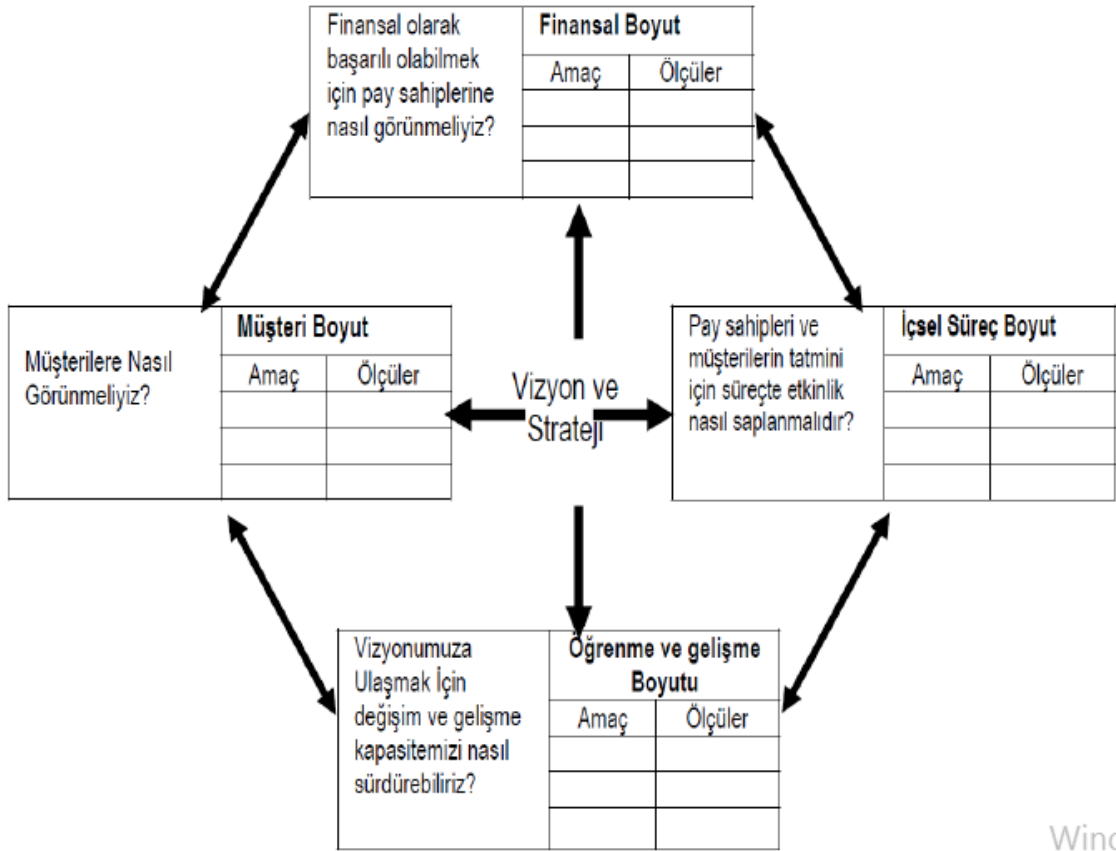 Finansal olarak
başarılı olabilmek
için pay sahiplerine
nasıl görünmeliyiz?
Finansal Boyut
Amaç Ölçüler
Müşterilere Nasıl
Görünmeliyiz?
Müşteri Boyut
Amaç Ölçüler
Vizyon ve
Strateji
Pay sahipleri ve
müşterilerin tatmini
için süreçte etkinlik
nasıl saplanmalıdır?
İçsel Süreç Boyut
Amaç Ölçüler
Vizyonumuza
Ulaşmak İçin
değişim ve gelişme
kapasitemizi nasıl
sürdürebiliriz?
Öğrenme ve gelişme
Boyutu
Amaç Ölçüler